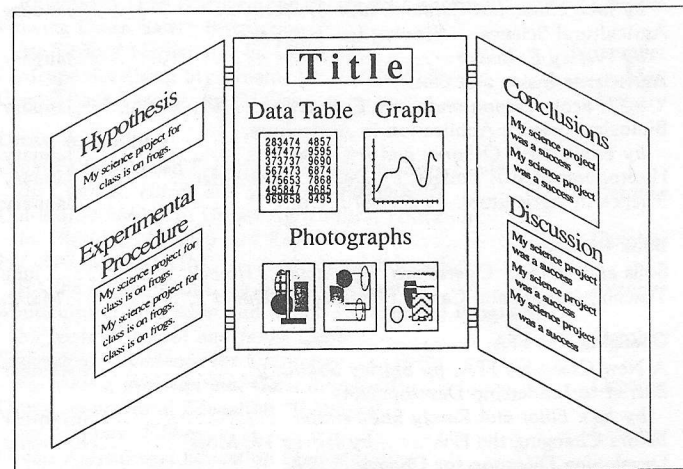 Hypothesis
My science project for
class is on frogs.
Experimental
Procedure
My science project for
class is on frogs.
My science project for
class is on frogs.
class is on frogs.
Title
Data Table Graph
283474 4857
847477 9595
373737 9690
567473 6874
475653 7868
495847 9685
969858 9495
Photographs
Conclusions
My science project
was a success
My science project
was a success
Discussion
My science project
was a success
My science project
was a success
My science project
was a success